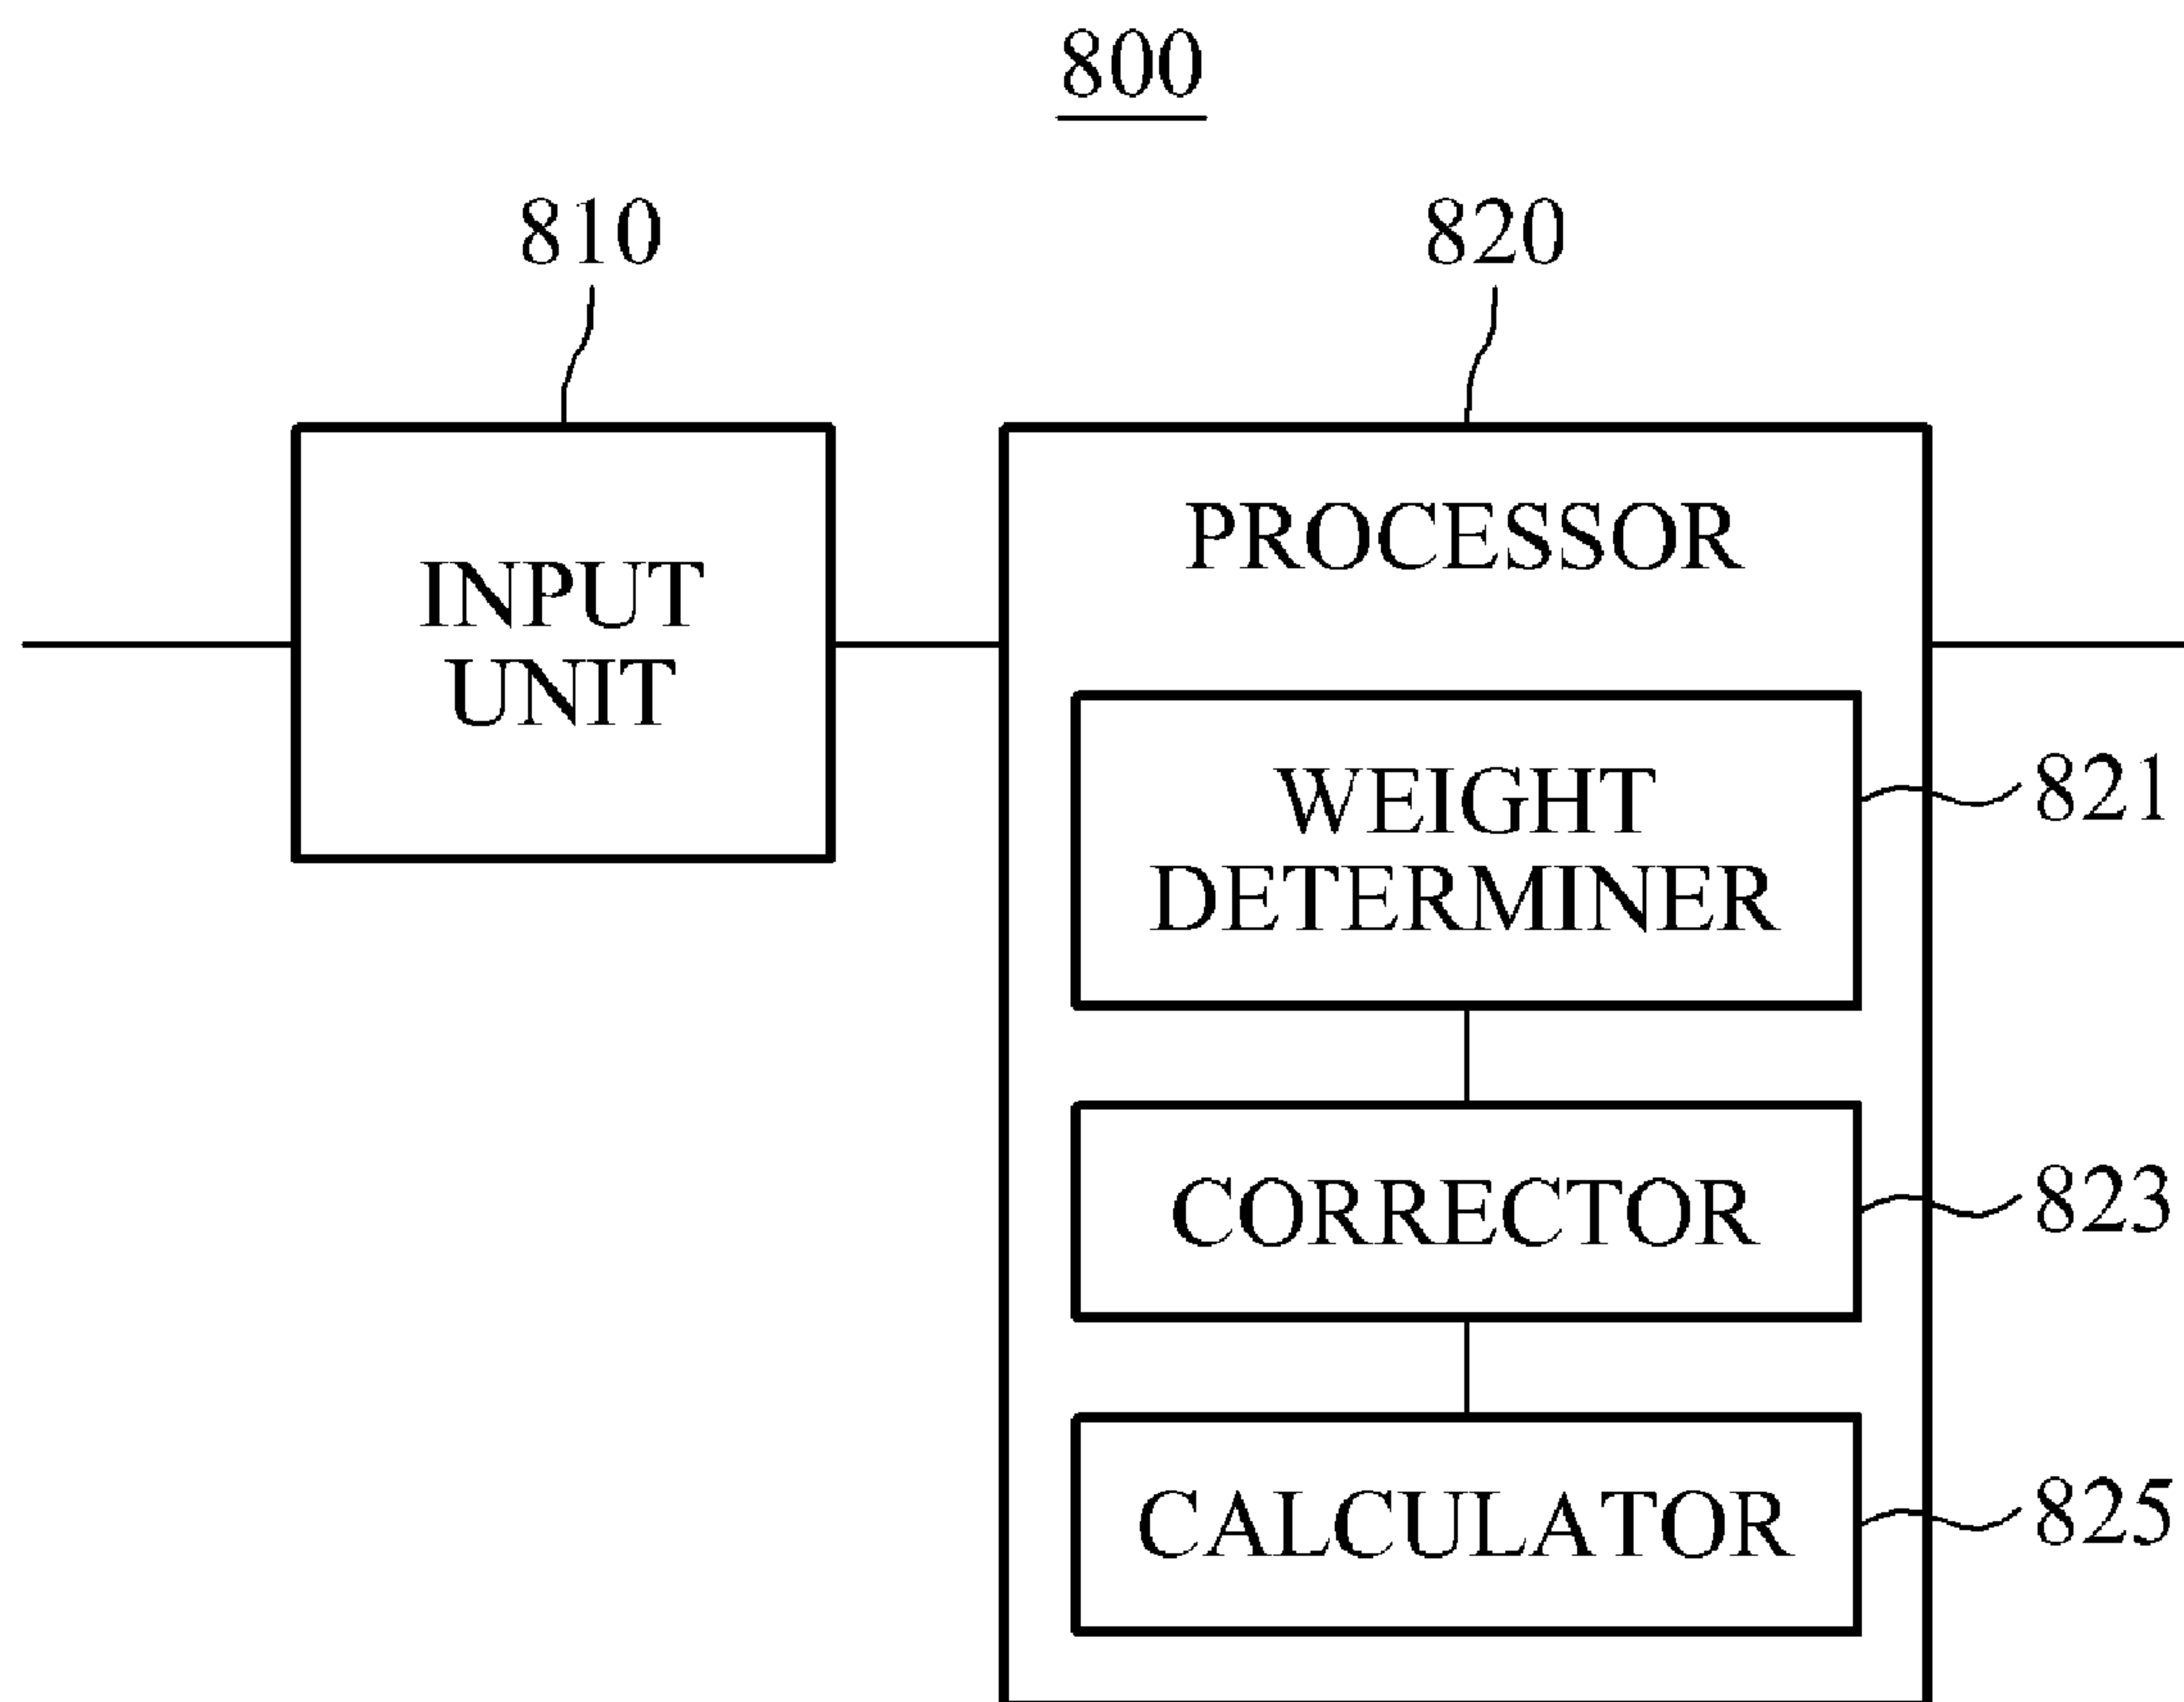 800
810
820
INPUT
UNIT
PROCESSOR
WEIGHT
DETERMINER
821
CORRECTOR
823
CALCULATOR
825